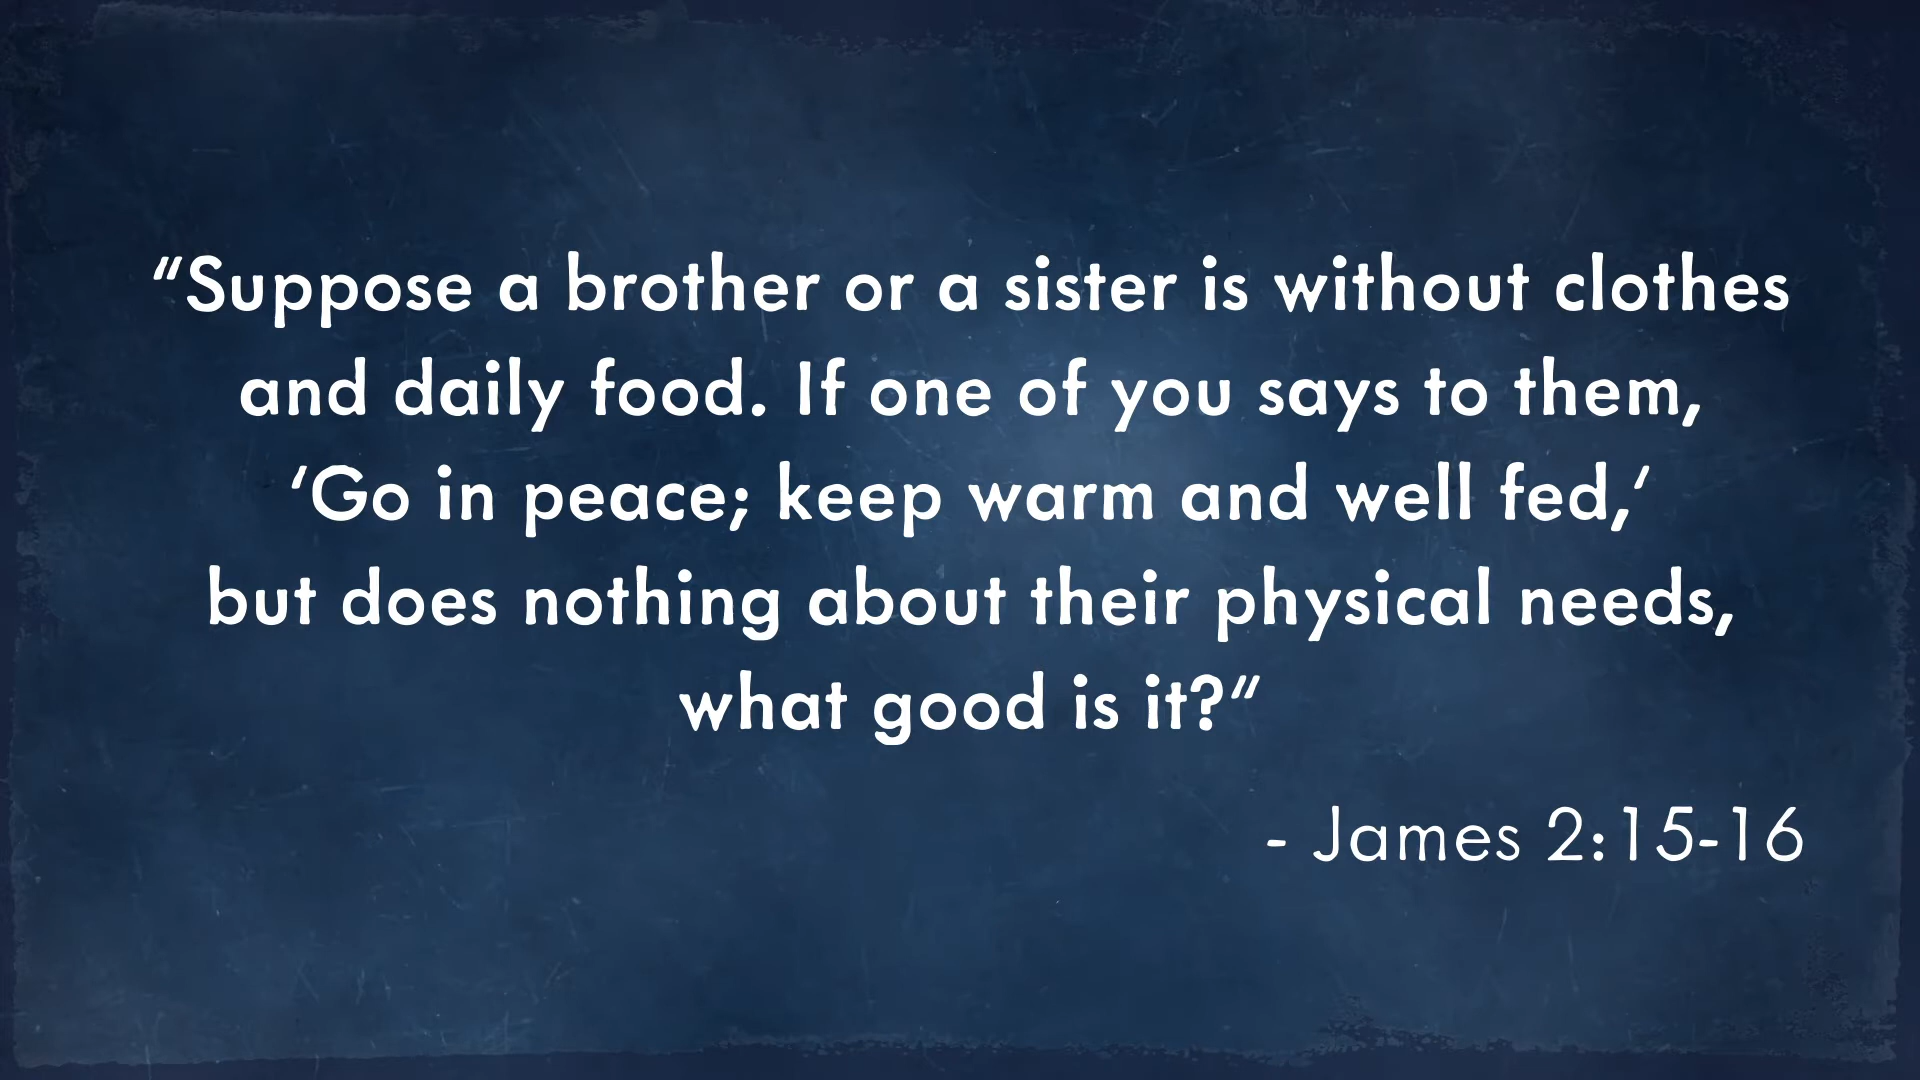 “Suppose a brother or a sister is without clothes
and daily food. If one of you says to them,
‘Go in peace; keep warm and well fed,‘
but does nothing about their physical needs,
what good is it?“
- James 2:15-16